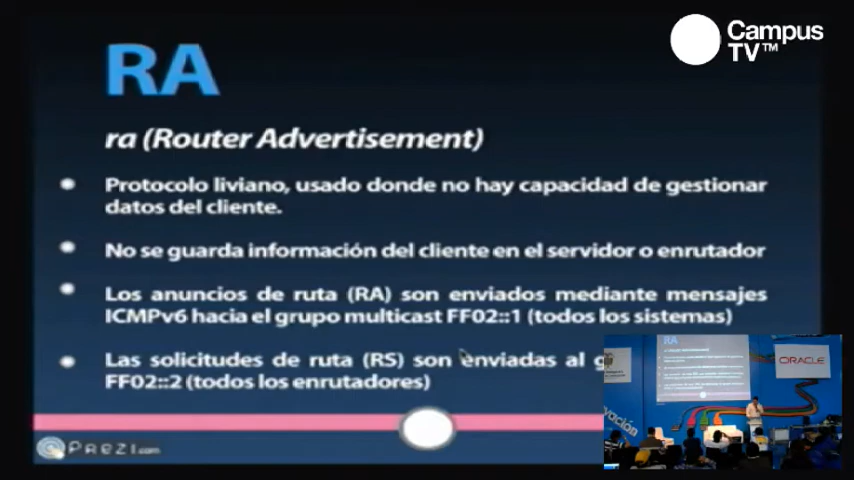 Campus
TV™
RA
ra (Router Advertisement)
Protocolo liviano, usado donde no hay capacidad de gestionar
datos del cliente.
No se guarda información del cliente en el servidor o enrutador
Los anuncios de ruta (RA) son enviados mediante mensajes
ICMPv6 hacia el grupo multicast FF02::1 (todos los sistemas)
Las solicitudes de ruta (RS) son enviadas al g
FF02::2 (todos los enrutadores)
RA
ORACLE
Prezi.com